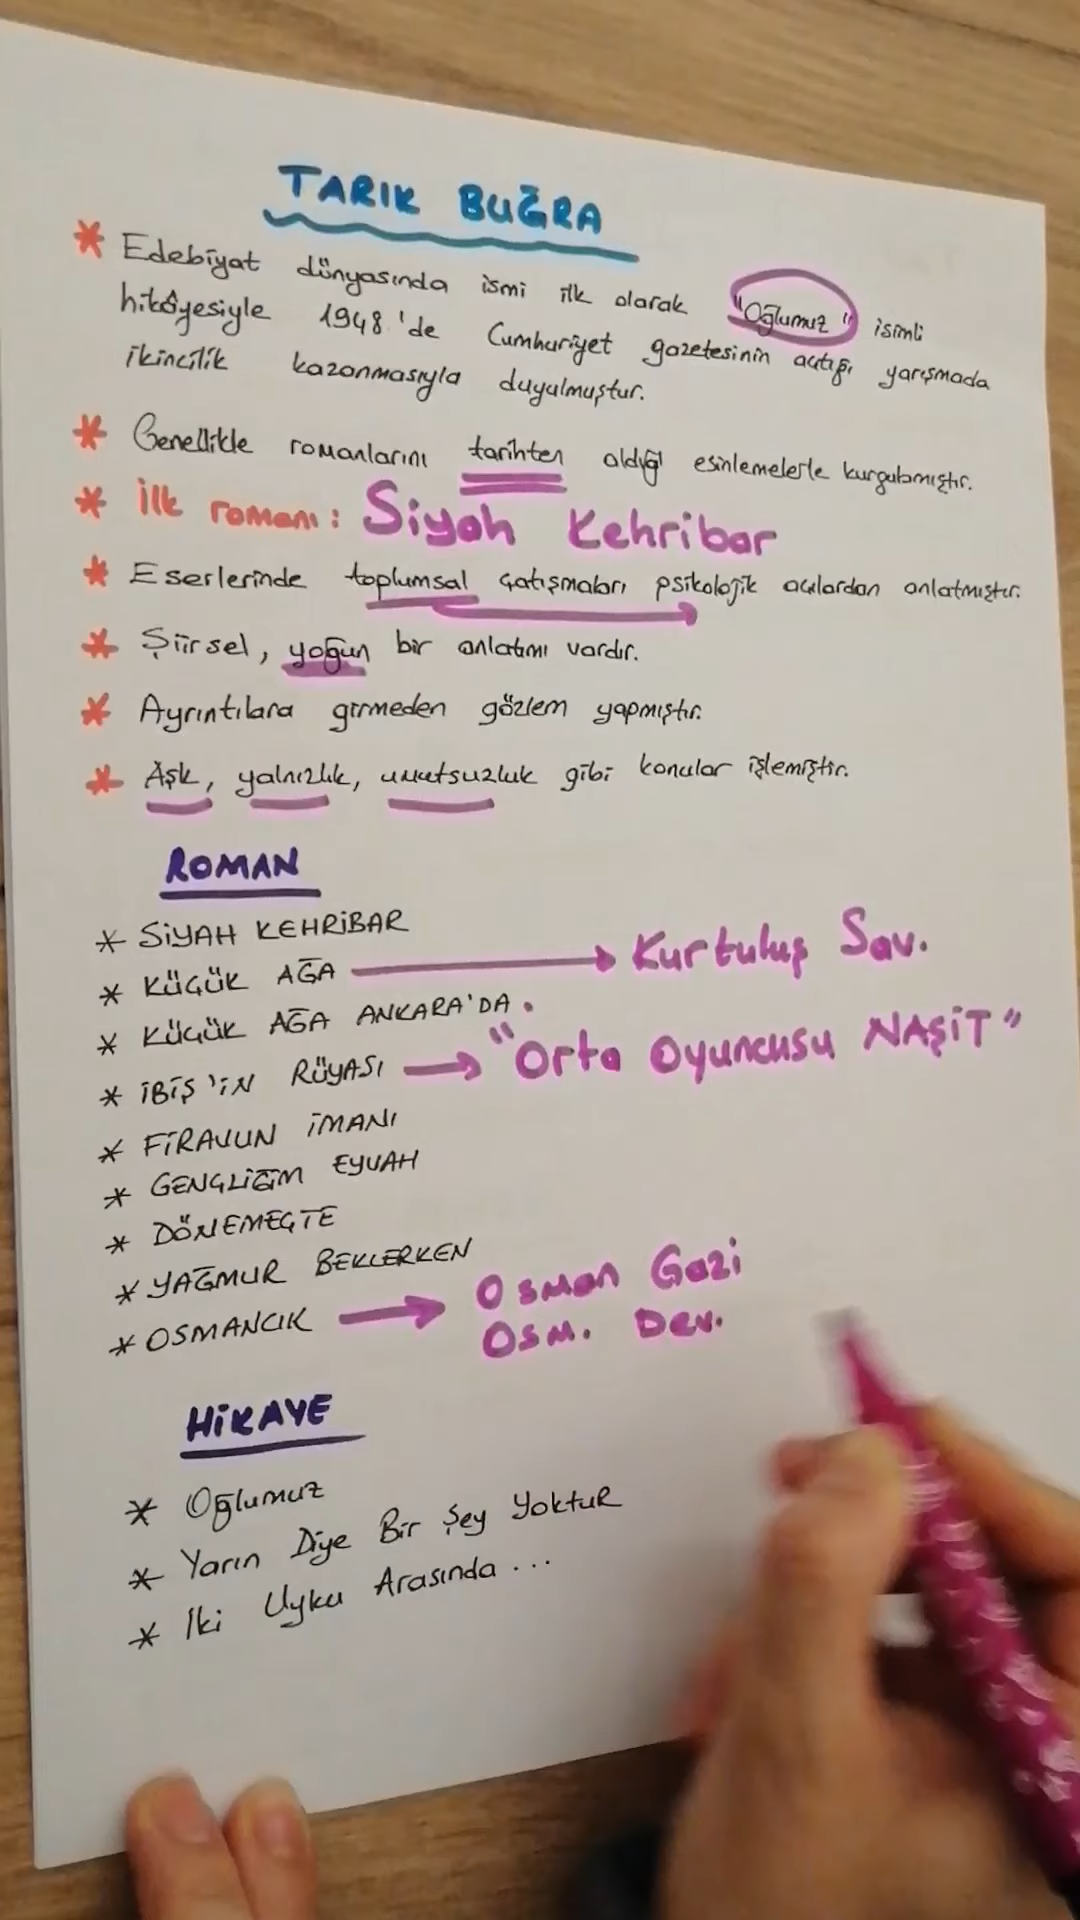 TARIK BUĞRA
* Edebiyat dünyasında ismi ilk olarak "Oğlumuz" isimli
hikâyesiyle 1948'de Cumhuriyet gazetesinin açtığı yarışmada
ikincilik kazanmasıyla duyulmuştur.
* Genellikle romanlarını tarihten aldığı esinlemelerle kurgulamıştır.
* İlk romanı: Siyah Kehribar
* Eserlerinde toplumsal çatışmaları psikolojik açılardan anlatmıştır.
* Şiirsel, yoğun bir anlatımı vardır.
* Ayrıntılara girmeden gözlem yapmıştır.
* Aşk, yalnızlık, umutsuzluk gibi konular işlemiştir.
ROMAN
* SİYAH KEHRİBAR
* KÜÇÜK AĞA → Kurtuluş Sav.
* KÜÇÜK AĞA ANKARA'DA.
* İBİŞ'İN RÜYASI → "Orta Oyuncusu NAŞİT"
* FİRAVUN İMANI
* GENÇLİĞİM EYVAH
* DÖNEMEÇTE
* YAĞMUR BEKLERKEN
* OSMANCIK → Osman Gazi
Osm. Dev.
HİKAYE
* Oğlumuz
* Yarın Diye Bir Şey Yoktur
* İki Uyku Arasında...